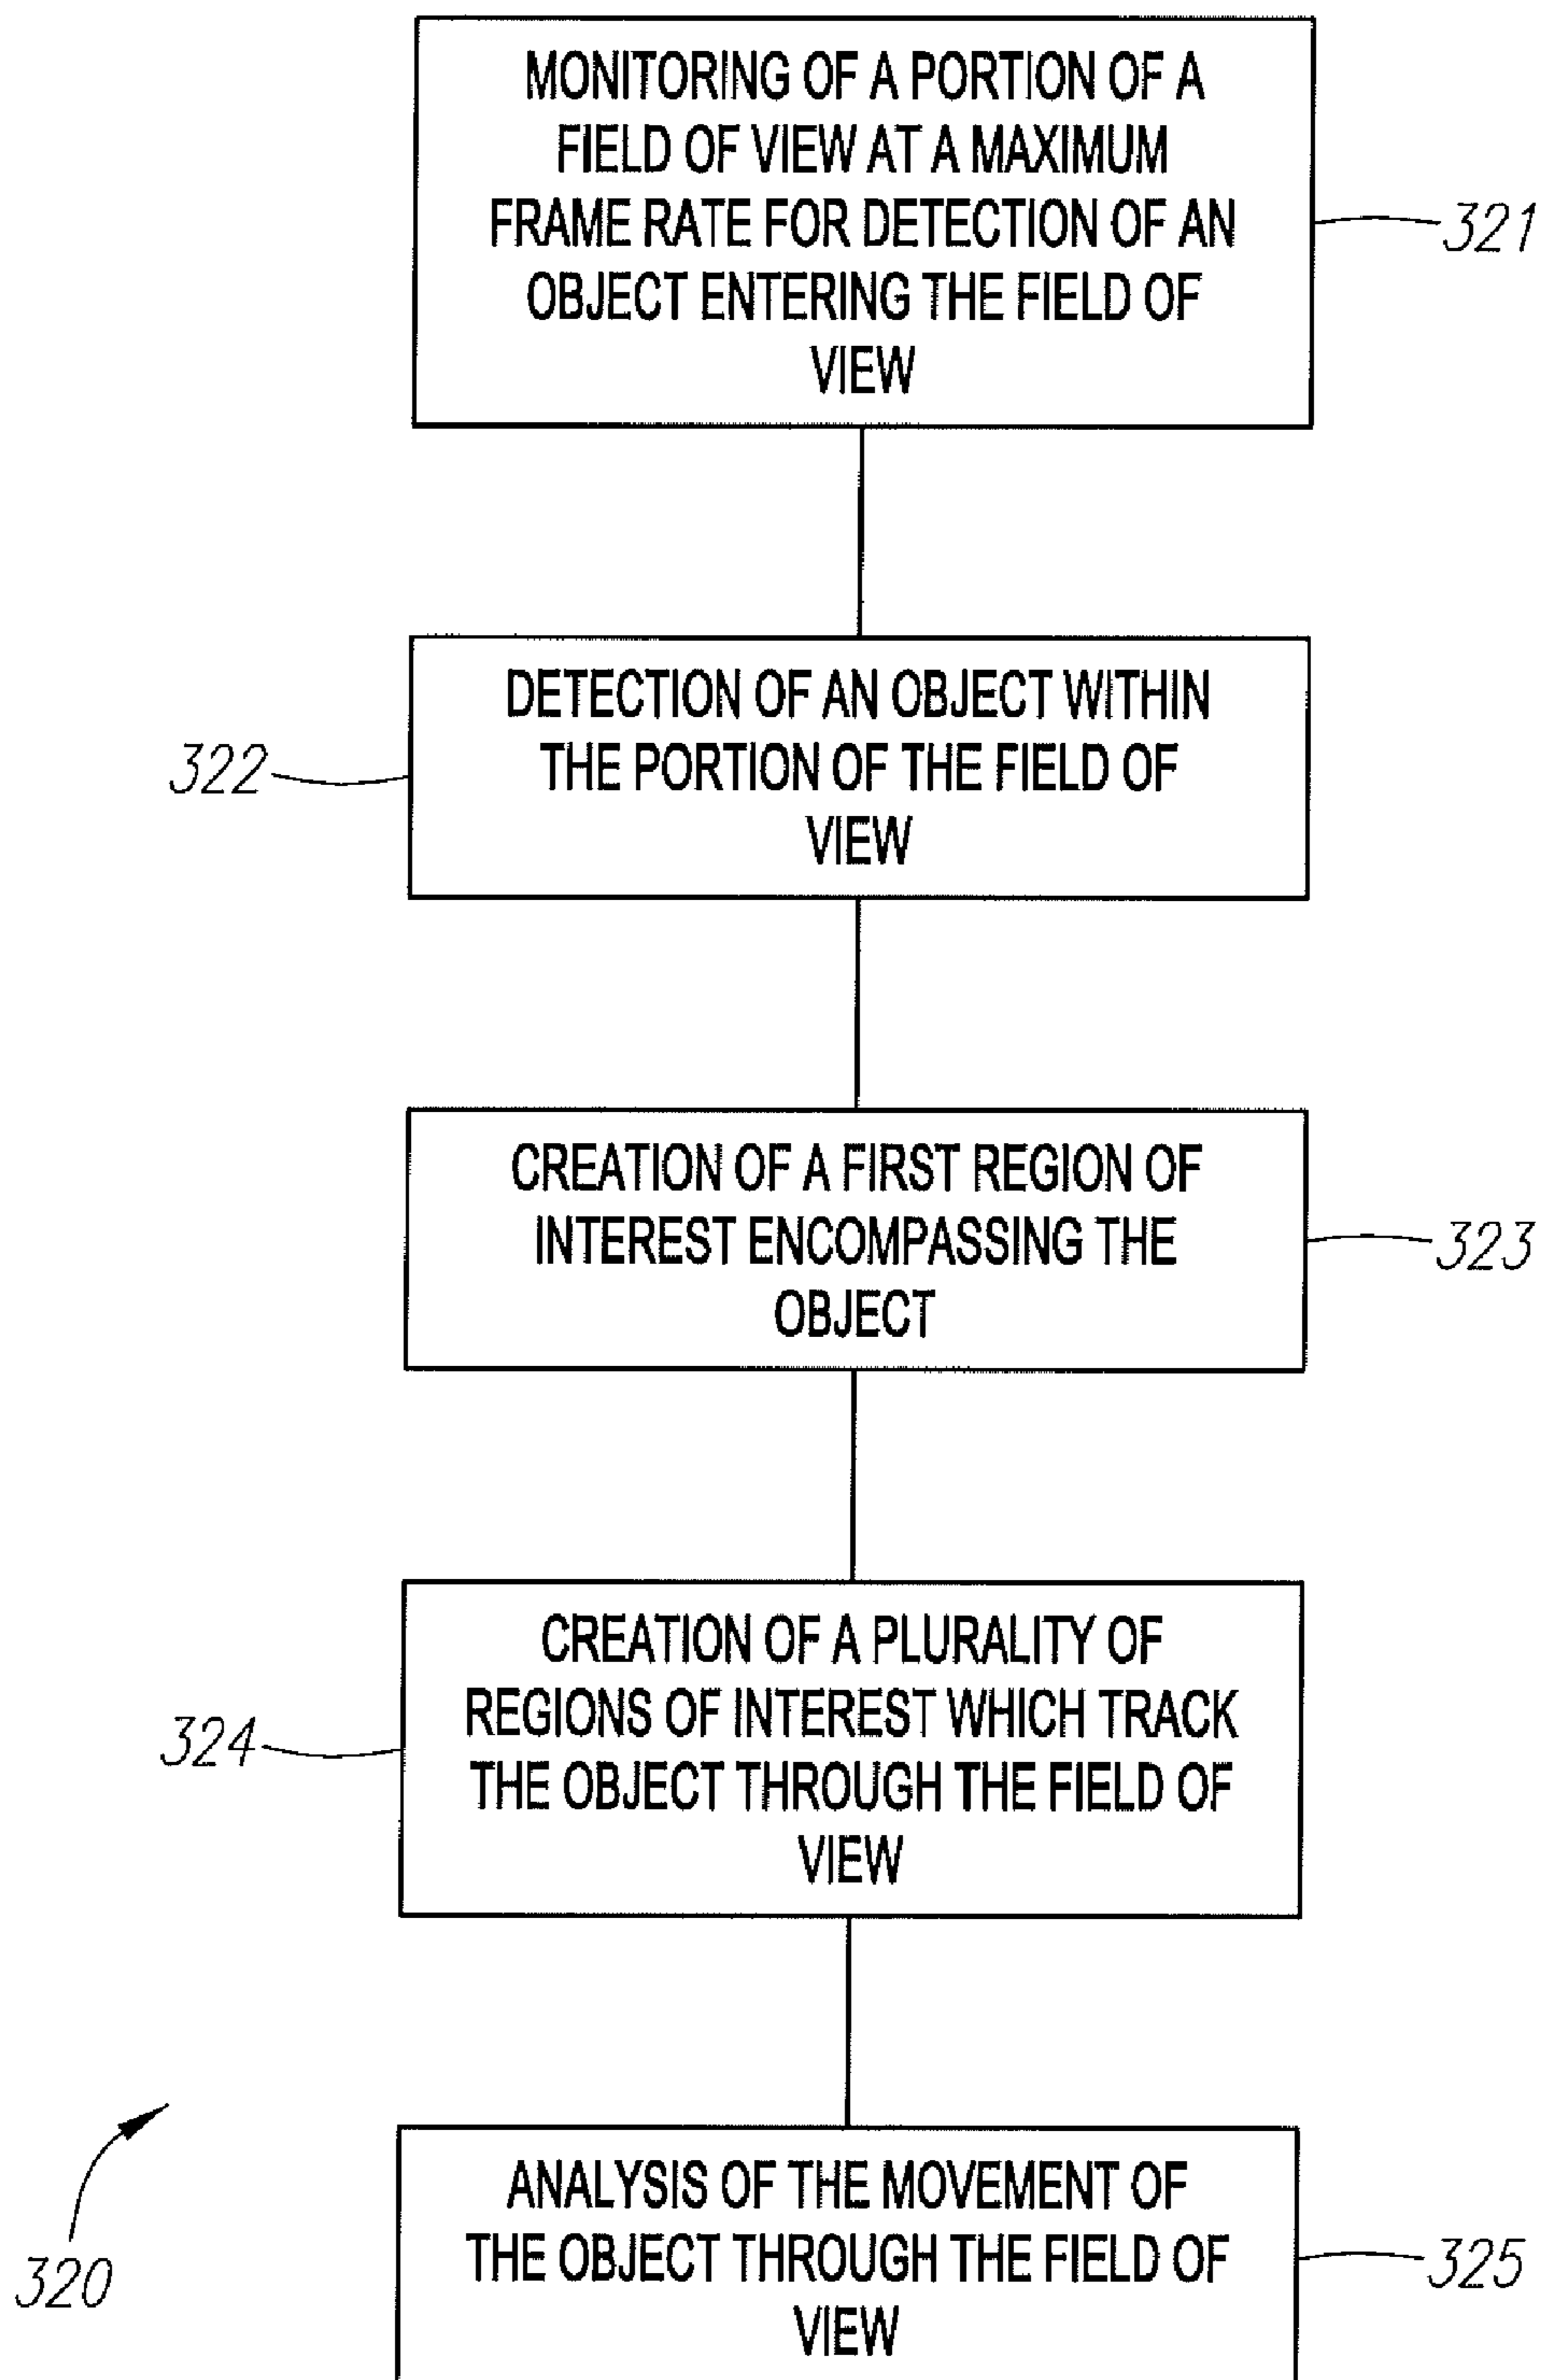 MONITORING OF A PORTION OF A
FIELD OF VIEW AT A MAXIMUM
FRAME RATE FOR DETECTION OF AN
OBJECT ENTERING THE FIELD OF
VIEW
321
DETECTION OF AN OBJECT WITHIN
THE PORTION OF THE FIELD OF
VIEW
322
CREATION OF A FIRST REGION OF
INTEREST ENCOMPASSING THE
OBJECT
323
CREATION OF A PLURALITY OF
REGIONS OF INTEREST WHICH TRACK
THE OBJECT THROUGH THE FIELD OF
VIEW
324
ANALYSIS OF THE MOVEMENT OF
THE OBJECT THROUGH THE FIELD OF
VIEW
325
320